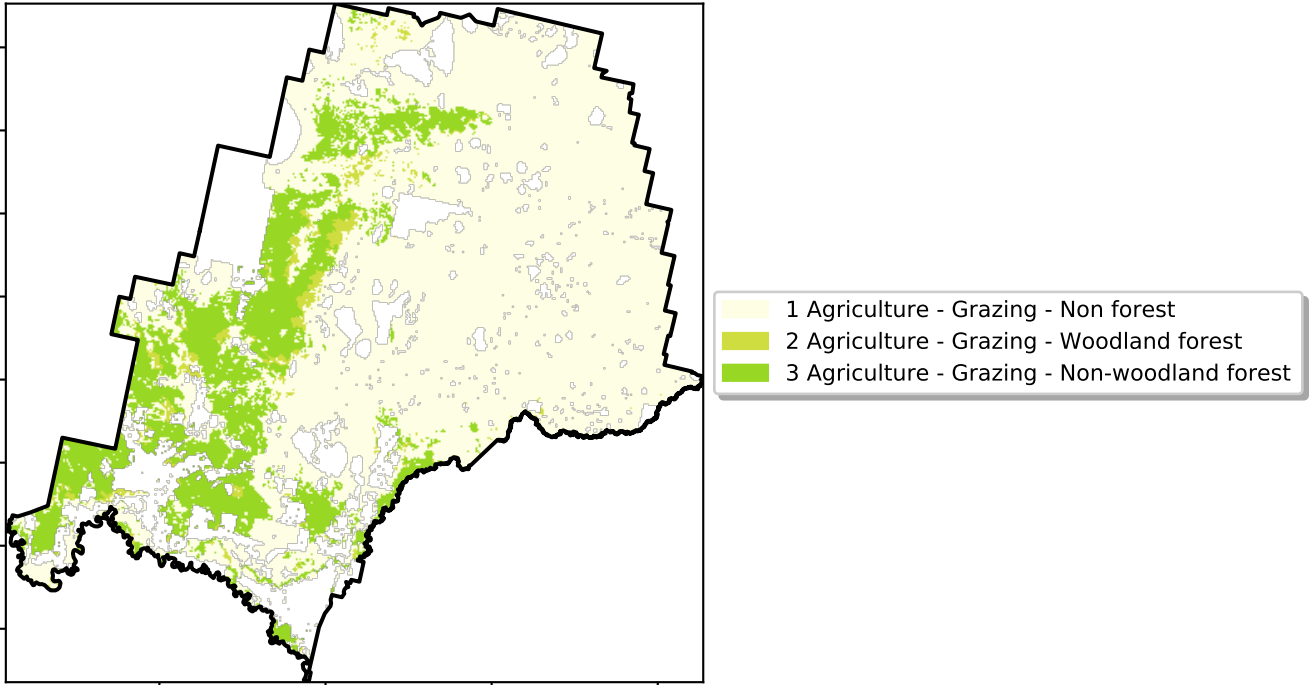 1 Agriculture - Grazing - Non forest
2 Agriculture - Grazing - Woodland forest
3 Agriculture - Grazing - Non-woodland forest